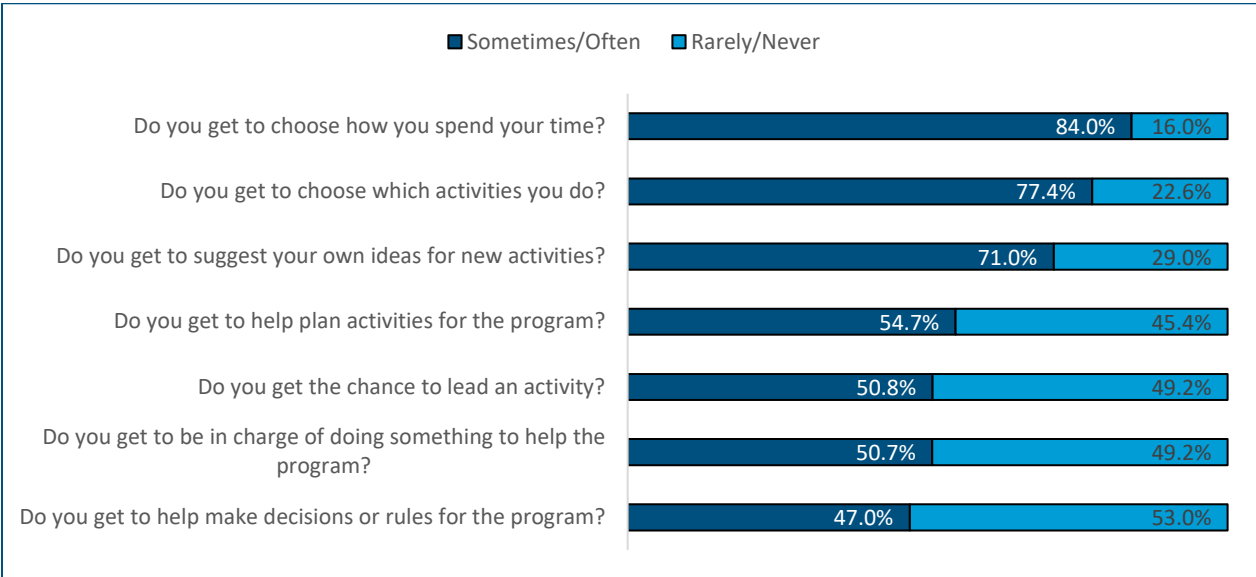 Sometimes/Often Rarely/Never
Do you get to choose how you spend your time? 84.0% 16.0%
Do you get to choose which activities you do? 77.4% 22.6%
Do you get to suggest your own ideas for new activities? 71.0% 29.0%
Do you get to help plan activities for the program? 54.7% 45.4%
Do you get the chance to lead an activity? 50.8% 49.2%
Do you get to be in charge of doing something to help the
program? 50.7% 49.2%
Do you get to help make decisions or rules for the program? 47.0% 53.0%